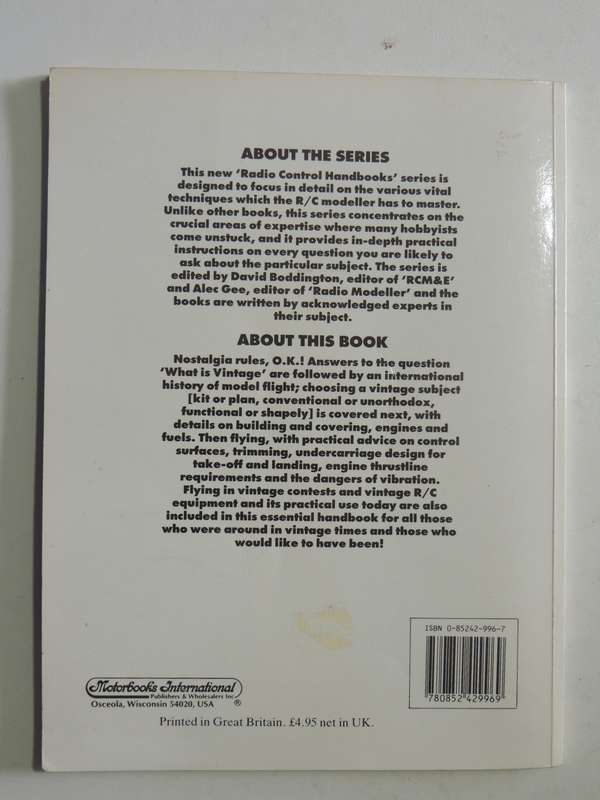 ABOUT THE SERIES
This new 'Radio Control Handbooks' series is
designed to focus in detail on the various vital
techniques which the R/C modeller has to master.
Unlike other books, this series concentrates on the
crucial areas of expertise where many hobbyists
come unstuck, and it provides in-depth practical
instructions on every question you are likely to
ask about the particular subject. The series is
edited by David Boddington, editor of 'RCM&E'
and Alec Gee, editor of 'Radio Modeller' and the
books are written by acknowledged experts in
their subject.
ABOUT THIS BOOK
Nostalgia rules, O.K.! Answers to the question
'What is Vintage' are followed by an international
history of model flight; choosing a vintage subject
[kit or plan, conventional or unorthodox,
functional or shapely] is covered next, with
details on building and covering, engines and
fuels. Then flying, with practical advice on control
surfaces, trimming, undercarriage design for
take-off and landing, engine thrustline
requirements and the dangers of vibration.
Flying in vintage contests and vintage R/C
equipment and its practical use today are also
included in this essential handbook for all those
who were around in vintage times and those who
would like to have been!
ISBN 0-85242-996-7
9 780852 429969
Motorbooks International
Publishers & Wholesalers Inc
Osceola, Wisconsin 54020, USA ®
Printed in Great Britain. £4.95 net in UK.